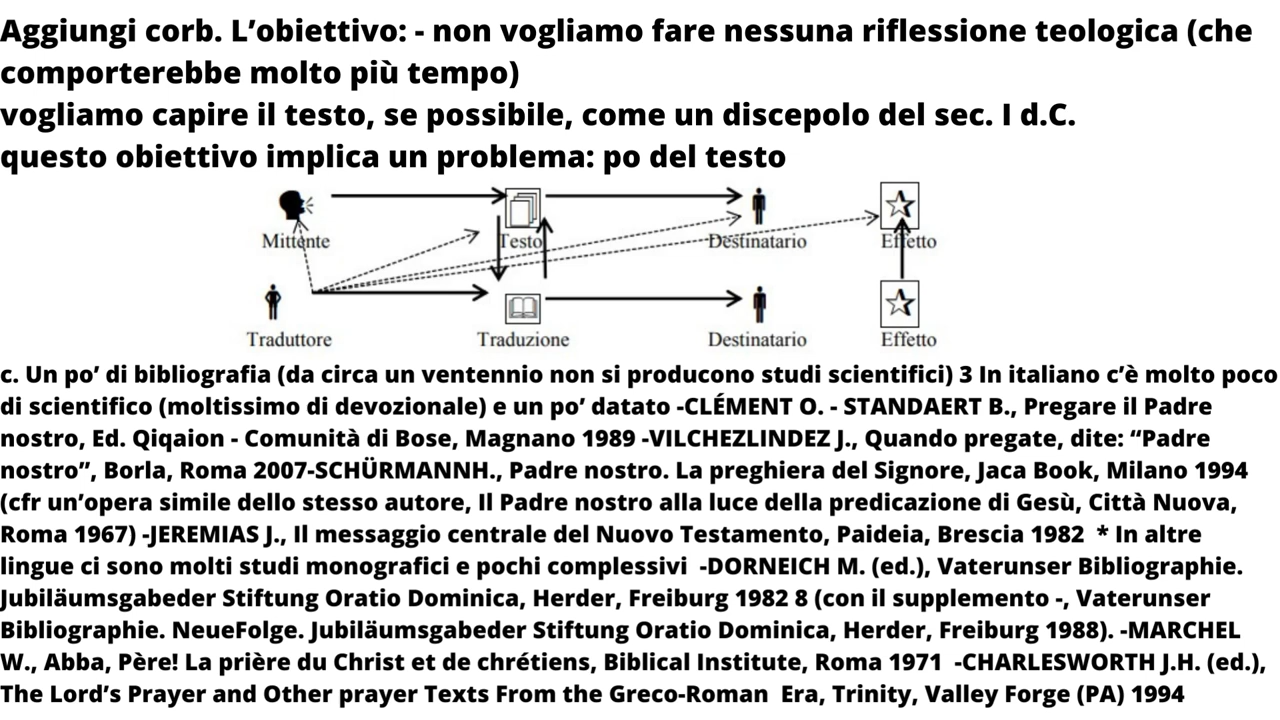 Aggiungi corb. L’obiettivo: - non vogliamo fare nessuna riflessione teologica (che
comporterebbe molto più tempo)
vogliamo capire il testo, se possibile, come un discepolo del sec. I d.C.
questo obiettivo implica un problema: po del testo
Mittente Testo Destinatario Effetto
Traduttore Traduzione Destinatario Effetto
c. Un po’ di bibliografia (da circa un ventennio non si producono studi scientifici) 3 In italiano c’è molto poco
di scientifico (moltissimo di devozionale) e un po’ datato -CLÉMENT O. - STANDAERT B., Pregare il Padre
nostro, Ed. Qiqaion - Comunità di Bose, Magnano 1989 -VILCHEZLINDEZ J., Quando pregate, dite: “Padre
nostro”, Borla, Roma 2007-SCHÜRMANNH., Padre nostro. La preghiera del Signore, Jaca Book, Milano 1994
(cfr un’opera simile dello stesso autore, Il Padre nostro alla luce della predicazione di Gesù, Città Nuova,
Roma 1967) -JEREMIAS J., Il messaggio centrale del Nuovo Testamento, Paideia, Brescia 1982 * In altre
lingue ci sono molti studi monografici e pochi complessivi -DORNEICH M. (ed.), Vaterunser Bibliographie.
Jubiläumsgabeder Stiftung Oratio Dominica, Herder, Freiburg 1982 8 (con il supplemento -, Vaterunser
Bibliographie. NeueFolge. Jubiläumsgabeder Stiftung Oratio Dominica, Herder, Freiburg 1988). -MARCHEL
W., Abba, Père! La prière du Christ et de chrétiens, Biblical Institute, Roma 1971 -CHARLESWORTH J.H. (ed.),
The Lord’s Prayer and Other prayer Texts From the Greco-Roman Era, Trinity, Valley Forge (PA) 1994